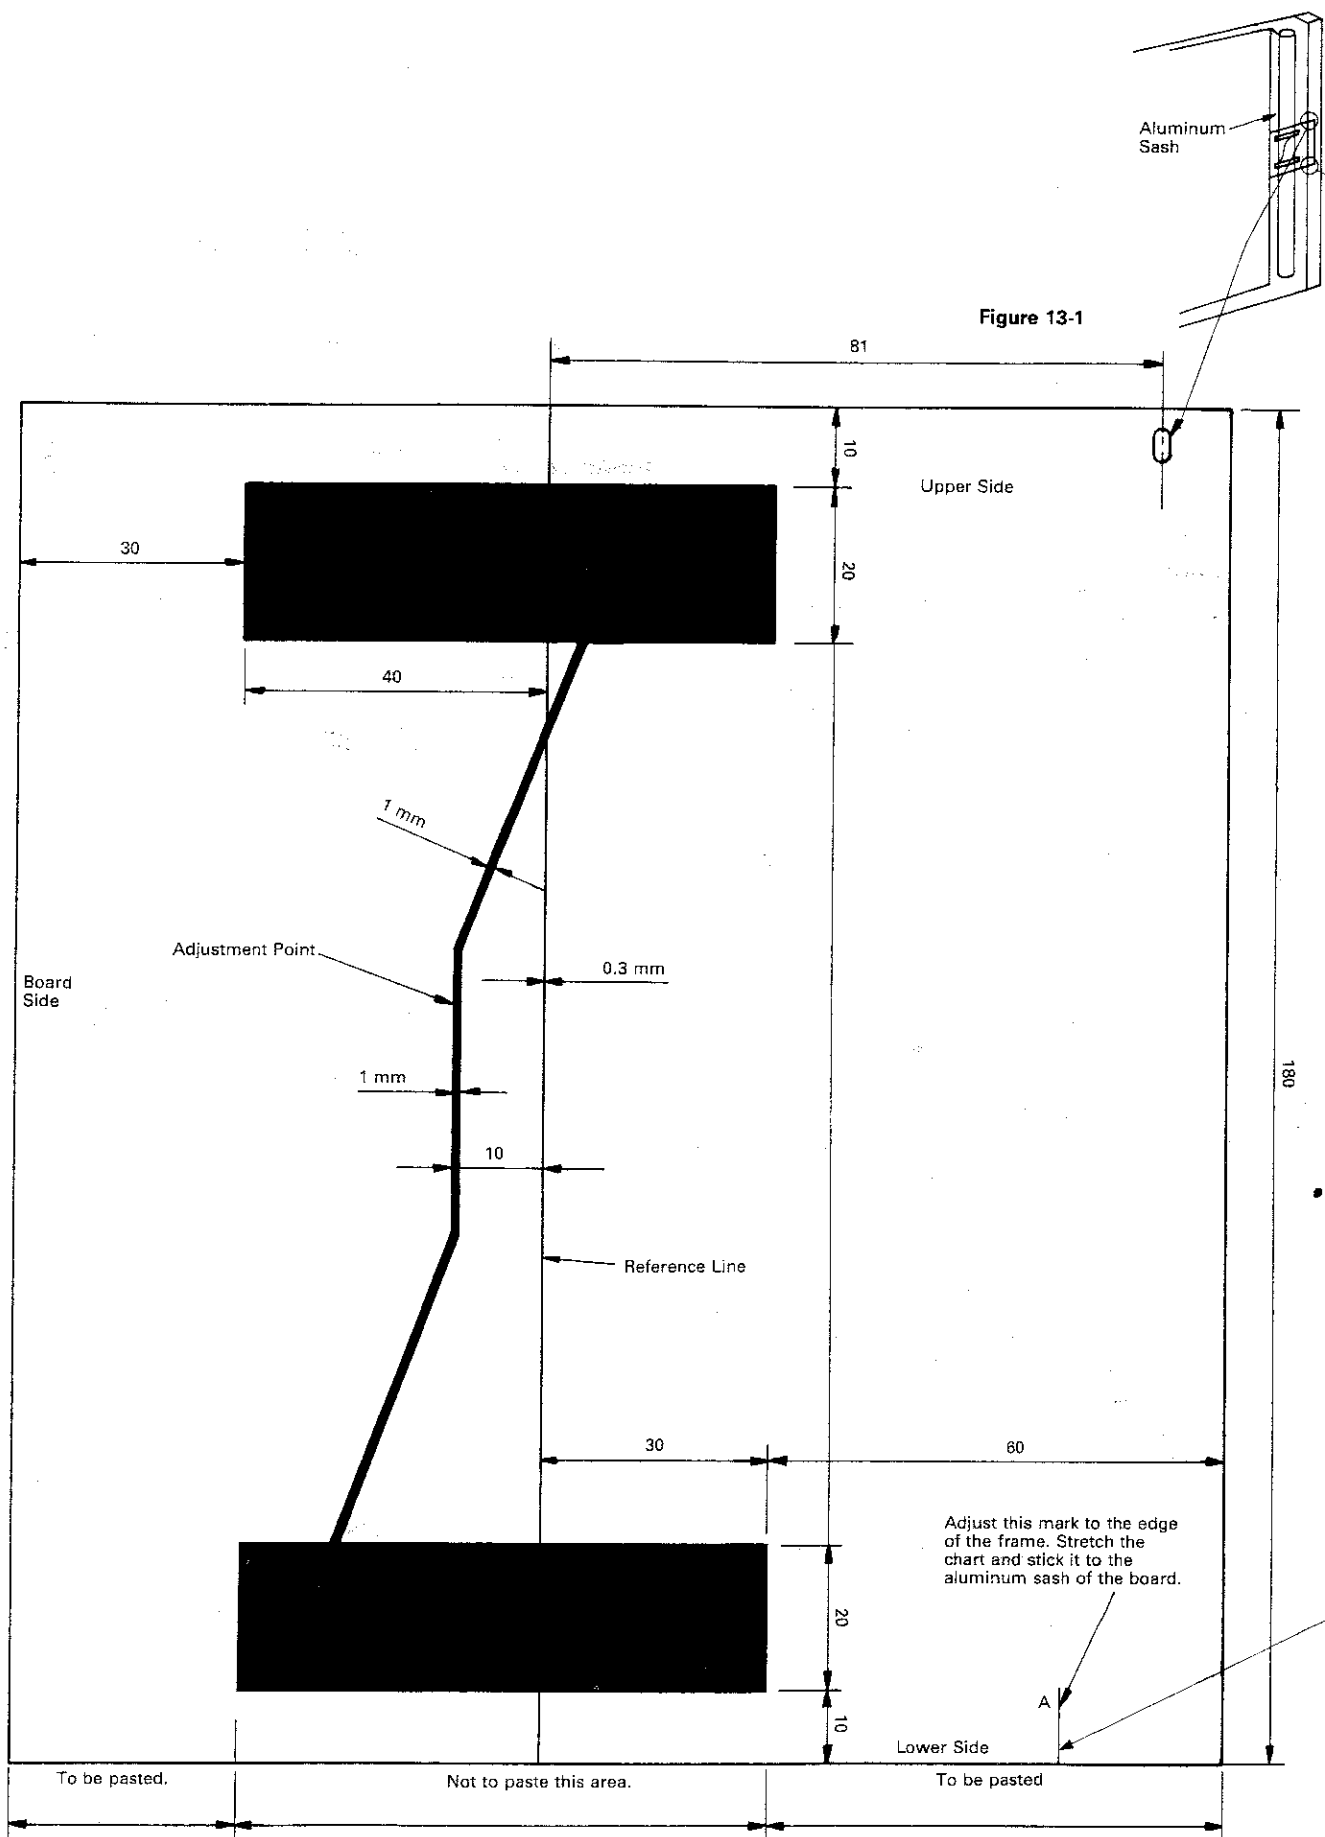 Aluminum
Sash
Figure 13-1
81
10
Upper Side
30
20
40
1 mm
Adjustment Point
0.3 mm
Board
Side
180
1 mm
10
Reference Line
30
60
Adjust this mark to the edge
of the frame. Stretch the
chart and stick it to the
aluminum sash of the board.
20
A
10
Lower Side
To be pasted.
Not to paste this area.
To be pasted